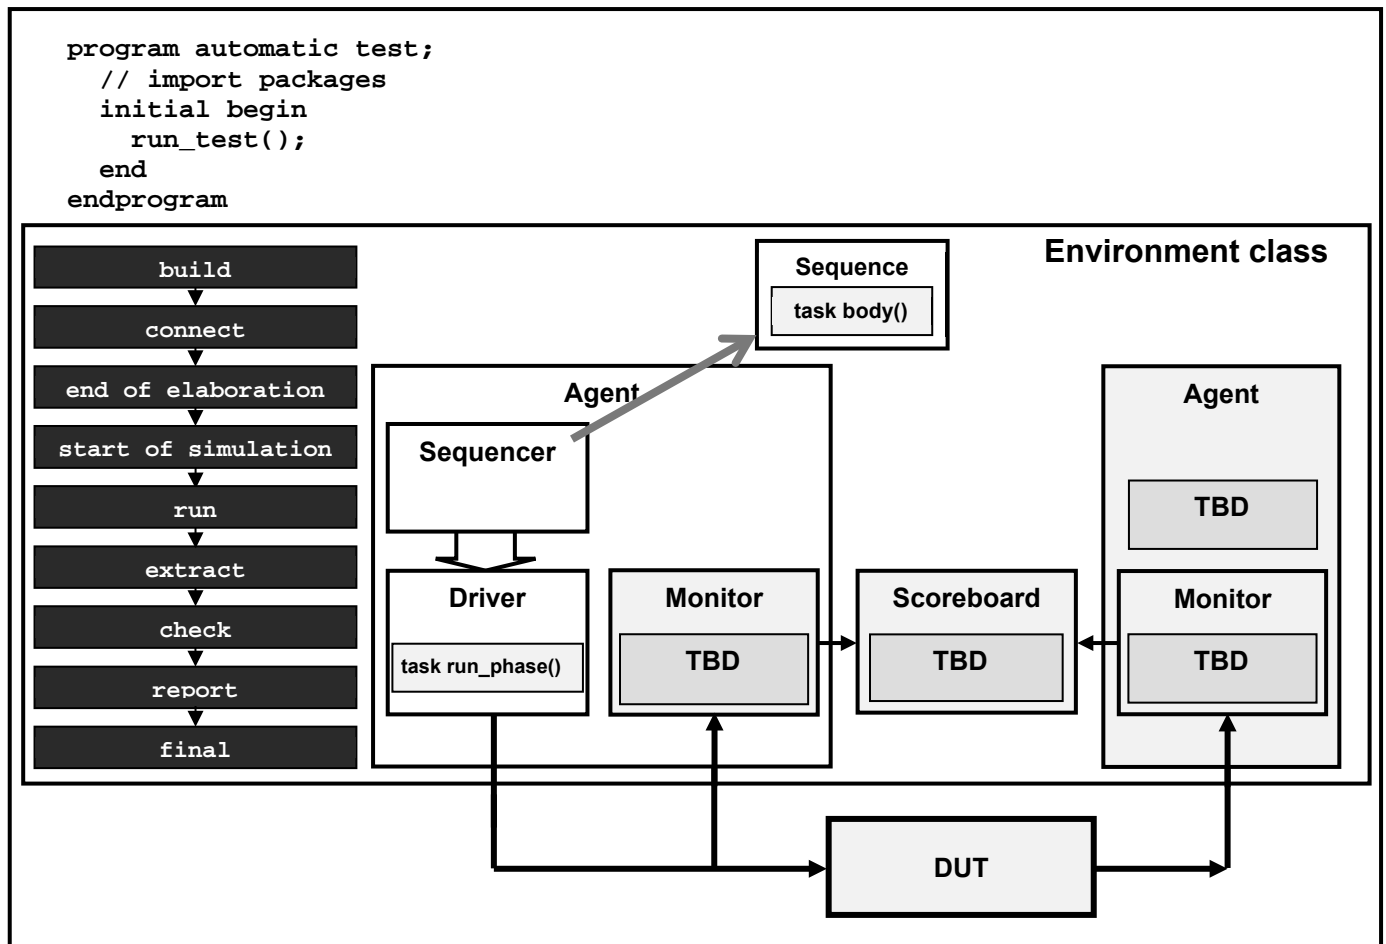 program automatic test;
// import packages
initial begin
run_test();
end
endprogram
Environment class
build
connect
end of elaboration
start of simulation
run
extract
check
report
final
Sequence
task body()
Agent
Sequencer
Driver
task run_phase()
Monitor
TBD
Scoreboard
TBD
Agent
TBD
Monitor
TBD
DUT